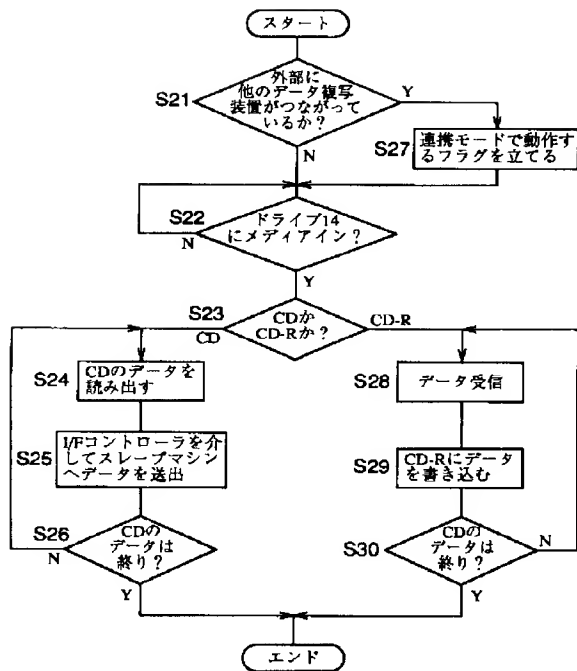 スタート
S21
外部に
他のデータ複写
装置がつながって
いるか？
Y
N
S27
連携モードで動作す
るフラグを立てる
S22
ドライブ14
にメディアイン？
N
Y
S23
CDか
CD-Rか？
CD
CD-R
S24
CDのデータを
読み出す
S25
I/Fコントローラを介
してスレーブマシン
へデータを送出
S26
CDの
データは
終り？
N
Y
S28
データ受信
S29
CD-Rにデータ
を書き込む
S30
CDの
データは
終り？
N
Y
エンド